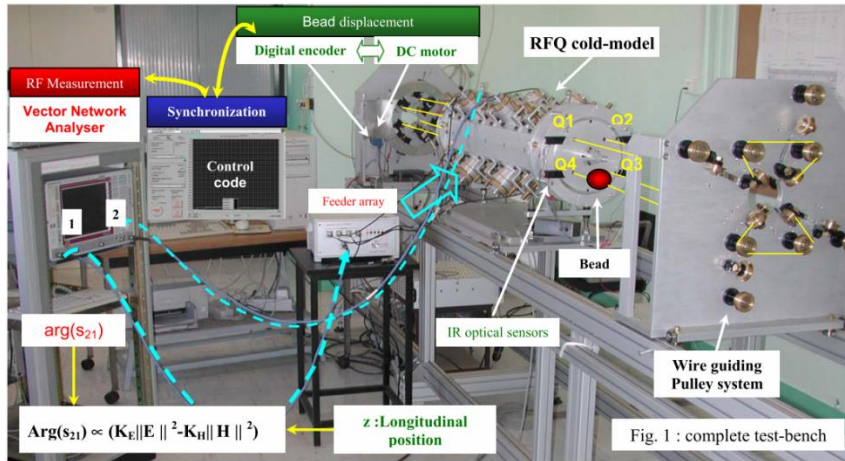 Bead displacement
Digital encoder
DC motor
RFQ cold-model
RF Measurement
Vector Network
Analyser
Synchronization
Control
code
Q1
Q2
Q4
Q3
1
2
Feeder array
Bead
IR optical sensors
arg(s₂₁)
Wire guiding
Pulley system
Arg(s₂₁) ∝ (K_E||E ||²-K_H|| H ||²)
z :Longitudinal
position
Fig. 1 : complete test-bench